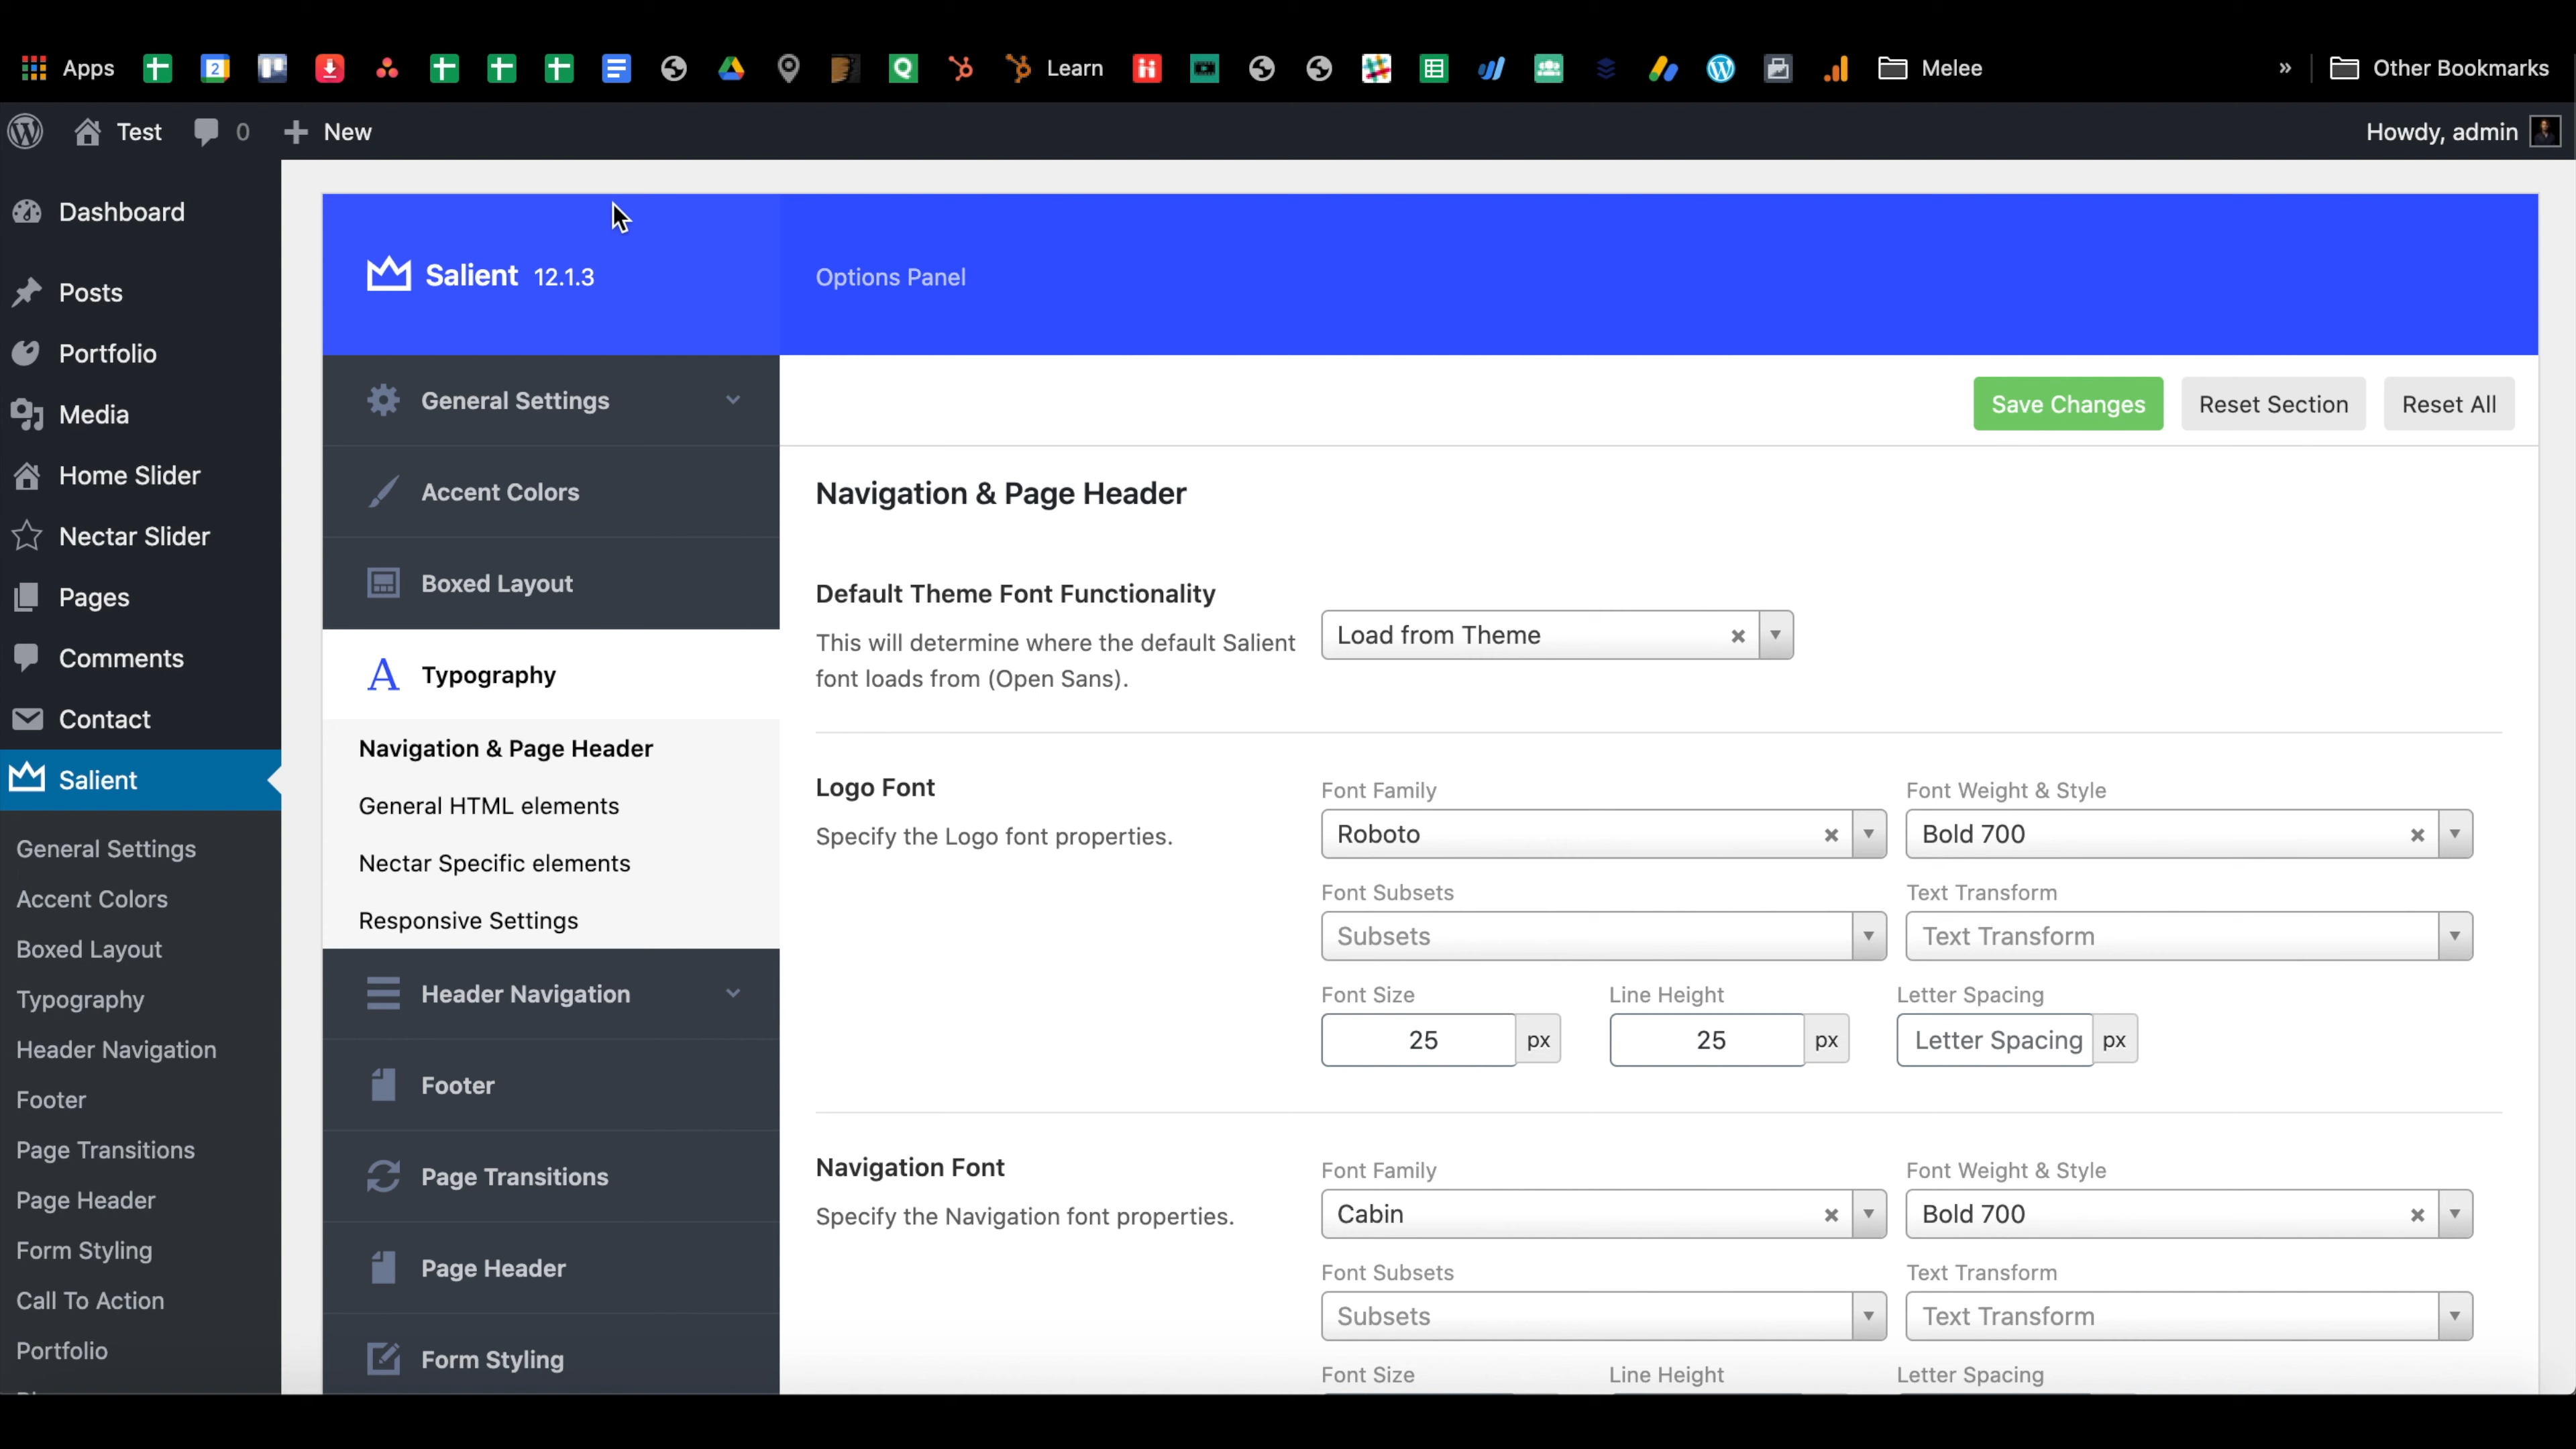 Apps
2
Learn
Melee
»
Other Bookmarks
Test
0
New
Howdy, admin
Dashboard
Posts
Portfolio
Media
Home Slider
Nectar Slider
Pages
Comments
Contact
Salient
General Settings
Accent Colors
Boxed Layout
Typography
Header Navigation
Footer
Page Transitions
Page Header
Form Styling
Call To Action
Portfolio
Salient 12.1.3
Options Panel
General Settings
Accent Colors
Boxed Layout
Typography
Navigation & Page Header
General HTML elements
Nectar Specific elements
Responsive Settings
Header Navigation
Footer
Page Transitions
Page Header
Form Styling
Save Changes
Reset Section
Reset All
Navigation & Page Header
Default Theme Font Functionality
This will determine where the default Salient
font loads from (Open Sans).
Load from Theme
Logo Font
Specify the Logo font properties.
Font Family
Font Weight & Style
Roboto
Bold 700
Font Subsets
Text Transform
Subsets
Text Transform
Font Size
Line Height
Letter Spacing
25 px
25 px
Letter Spacing px
Navigation Font
Specify the Navigation font properties.
Font Family
Font Weight & Style
Cabin
Bold 700
Font Subsets
Text Transform
Subsets
Text Transform
Font Size
Line Height
Letter Spacing